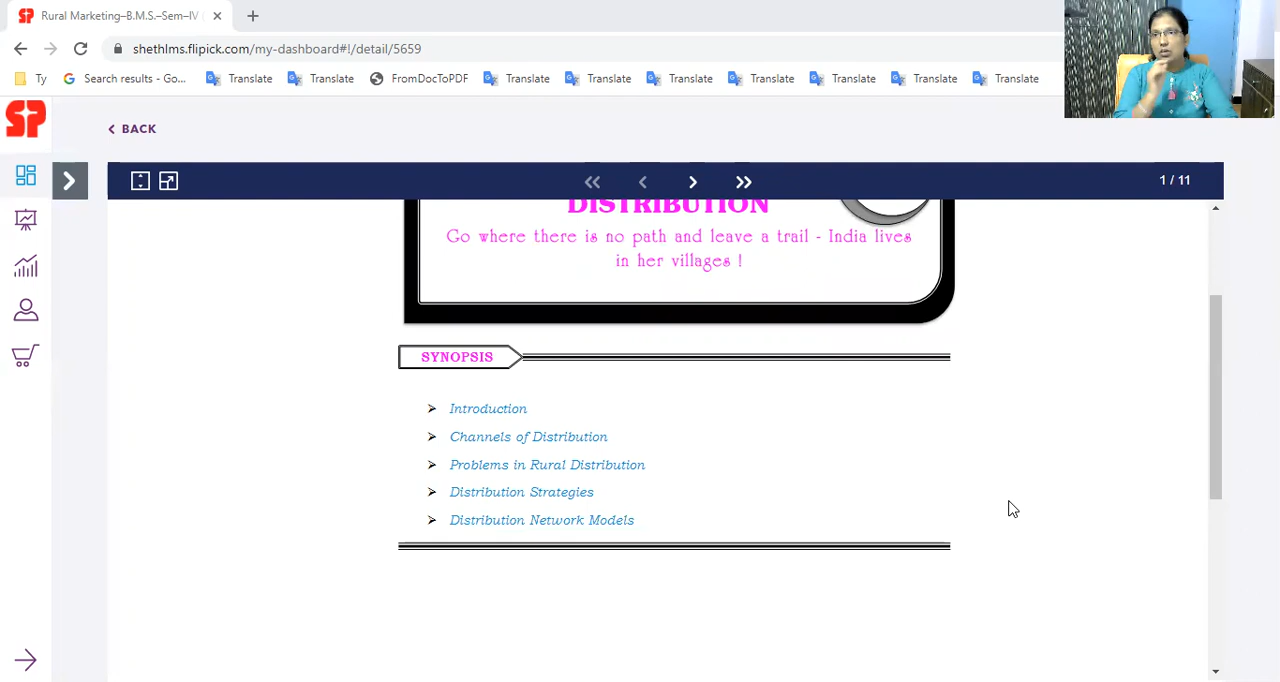 Rural Marketing–B.M.S.–Sem–IV
shethlms.flipick.com/my-dashboard#!/detail/5659
Ty
Search results - Go...
Translate
Translate
FromDocToPDF
Translate
Translate
Translate
Translate
Translate
Translate
Translate
SP
BACK
1 / 11
DISTRIBUTION
Go where there is no path and leave a trail - India lives
in her villages !
SYNOPSIS
Introduction
Channels of Distribution
Problems in Rural Distribution
Distribution Strategies
Distribution Network Models